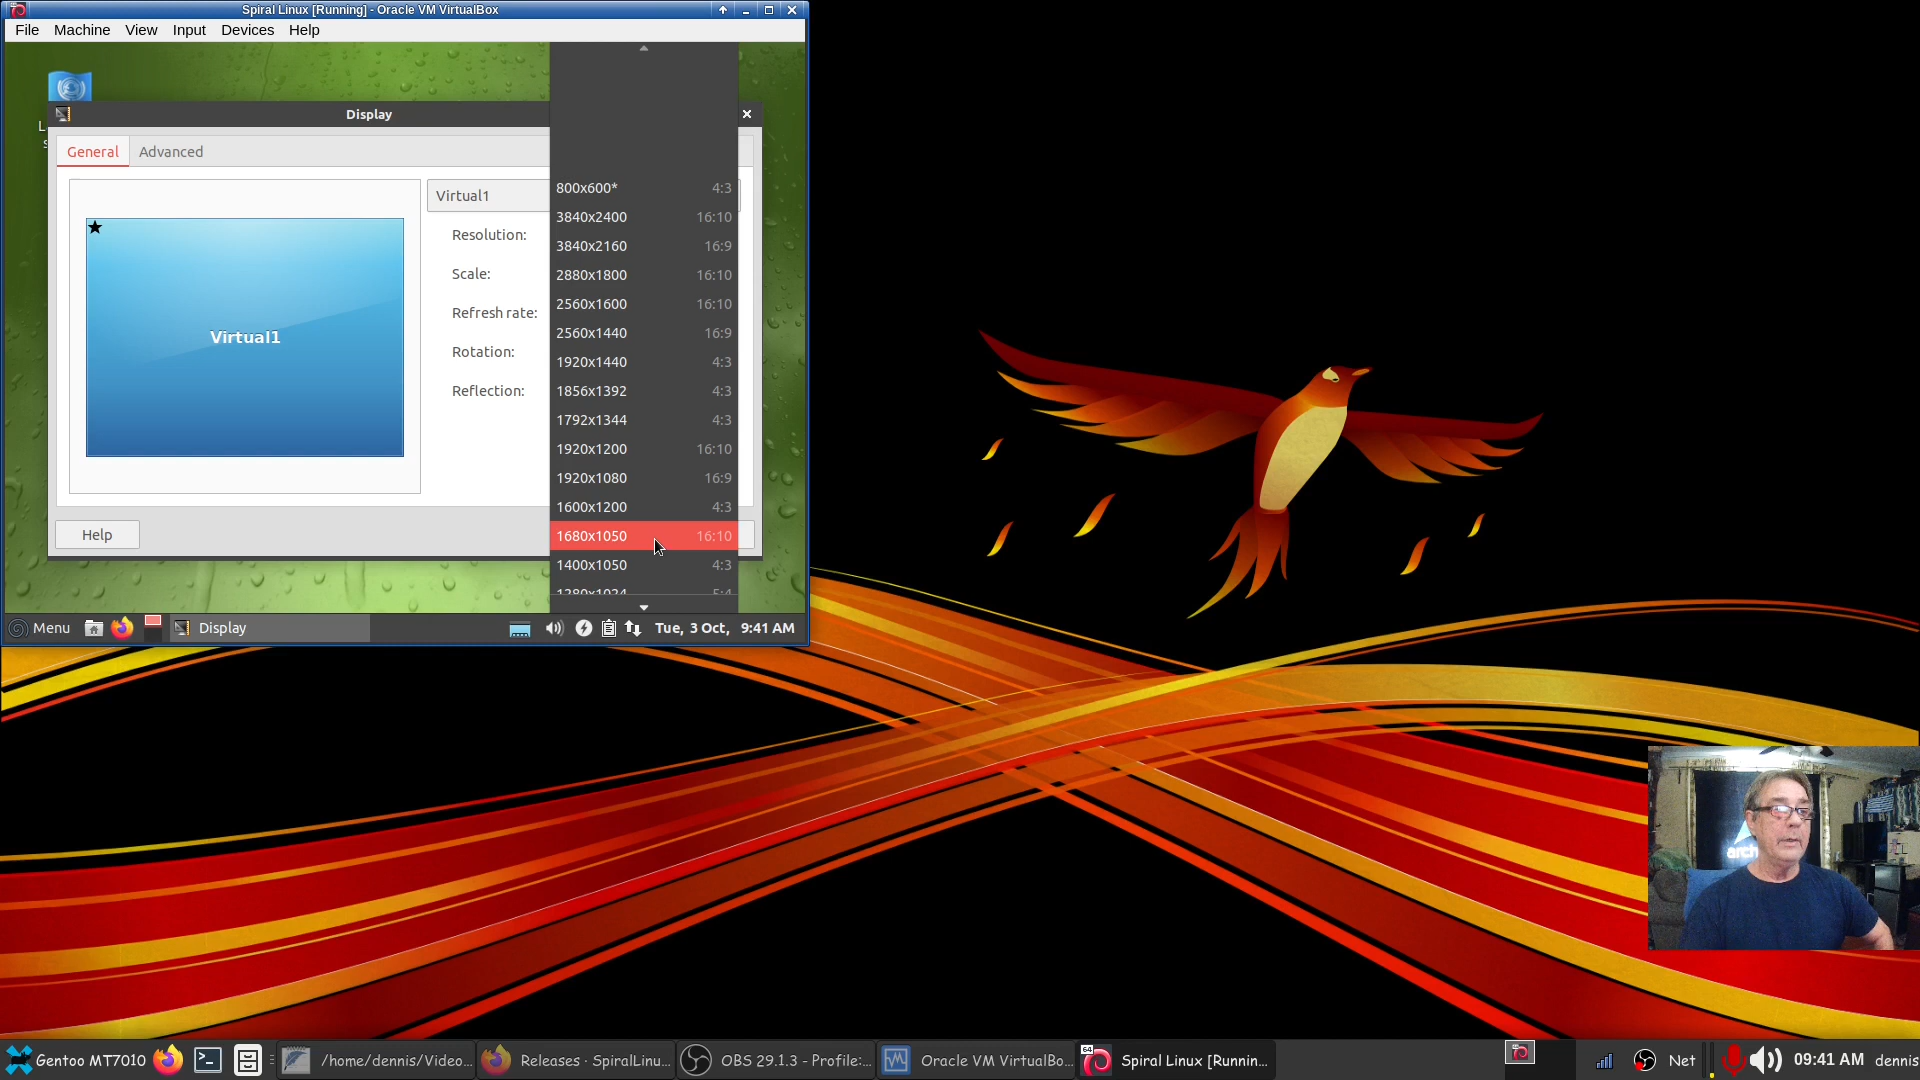 Spiral Linux [Running] - Oracle VM VirtualBox
File Machine View Input Devices Help
Display
General Advanced
Virtual1
Virtual1
Resolution:
Scale:
Refresh rate:
Rotation:
Reflection:
800x600* 4:3
3840x2400 16:10
3840x2160 16:9
2880x1800 16:10
2560x1600 16:10
2560x1440 16:9
1920x1440 4:3
1856x1392 4:3
1792x1344 4:3
1920x1200 16:10
1920x1080 16:9
1600x1200 4:3
1680x1050 16:10
1400x1050 4:3
1280x1024 5:4
Help
Menu Display Tue, 3 Oct, 9:41 AM
arch
Gentoo MT7010 /home/dennis/Video... Releases · SpiralLinu... OBS 29.1.3 - Profile:... Oracle VM VirtualBo... 64 Spiral Linux [Runnin... Net 09:41 AM dennis